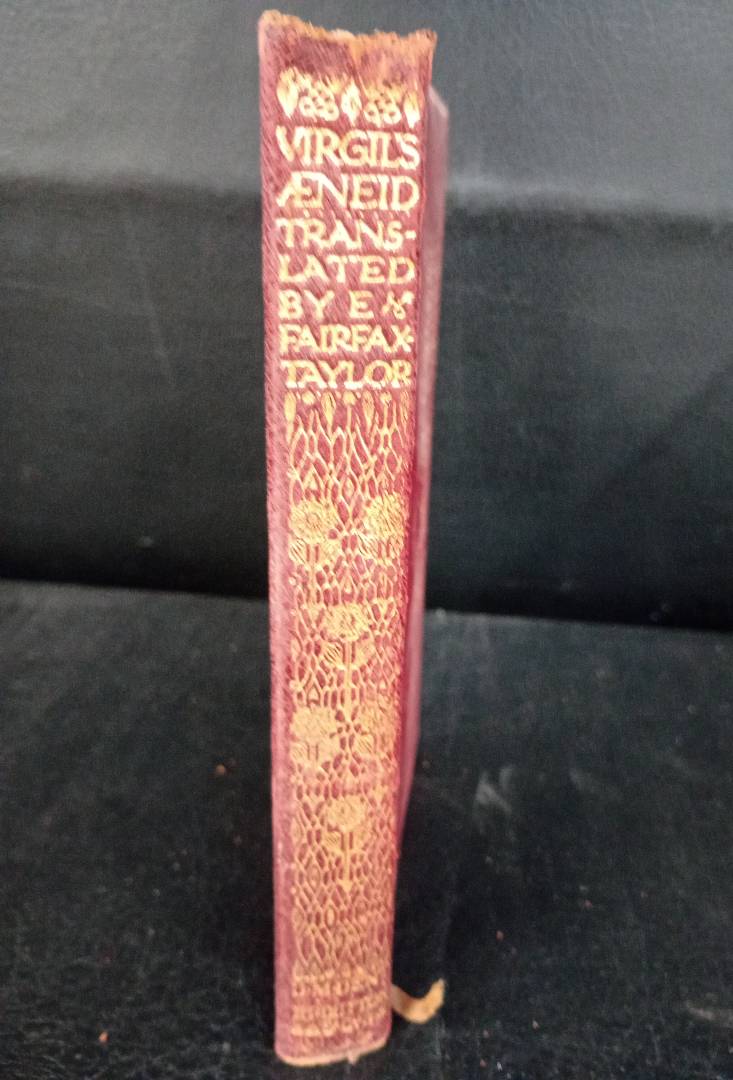 VIRGIL'S
ÆNEID
TRANS-
LATED
BY E
FAIRFAX-
TAYLOR